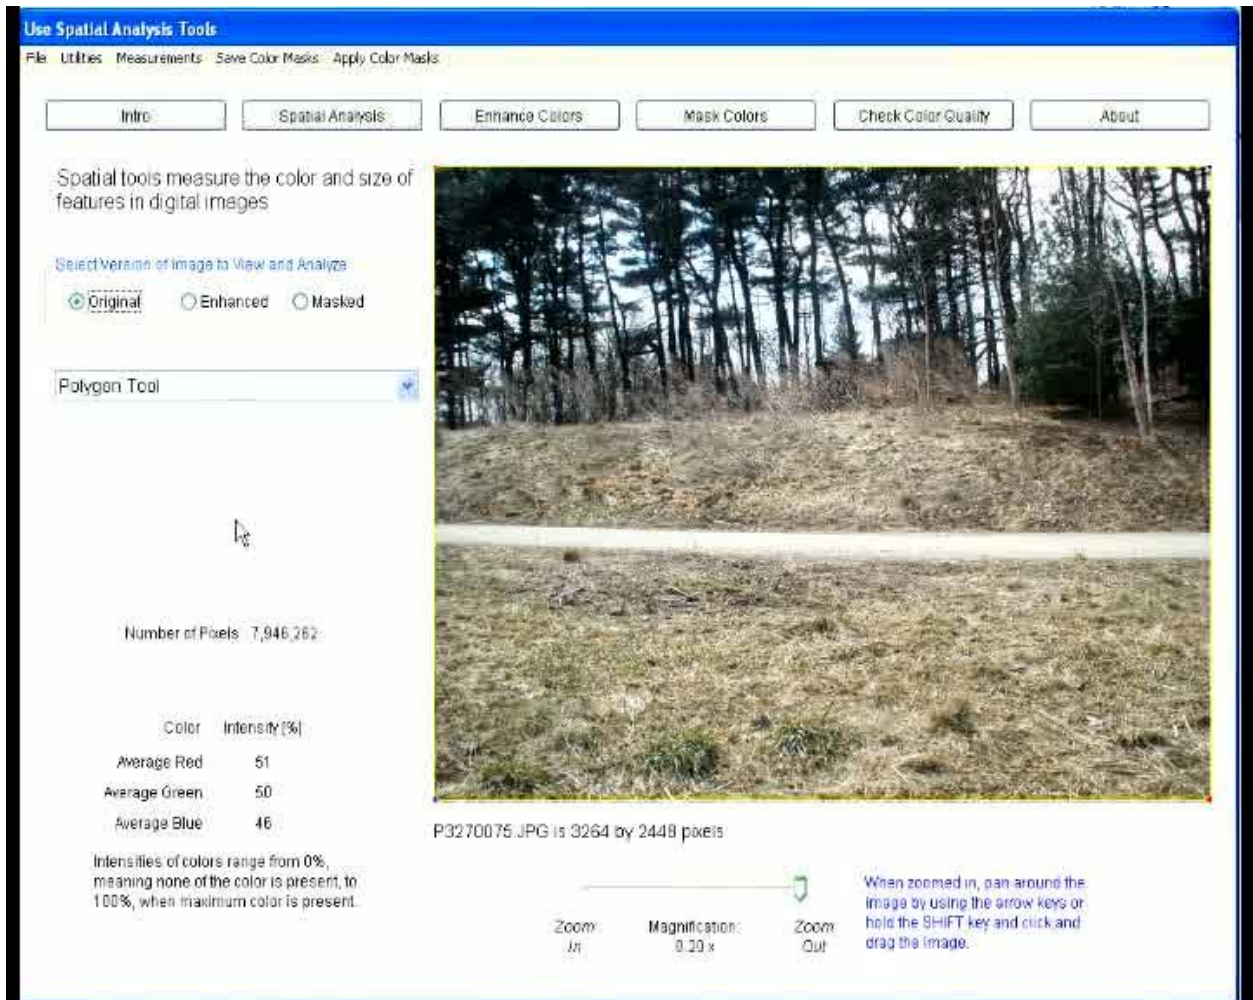 Use Spatial Analysis Tools
File Utilities Measurements Save Color Masks Apply Color Masks
Intro Spatial Analysis Enhance Colors Mask Colors Check Color Quality About
Spatial tools measure the color and size of
features in digital images
Select Version of Image to View and Analyze
Original Enhanced Masked
Polygon Tool
Number of Pixels 7,946,262
Color Intensity (%)
Average Red 51
Average Green 50
Average Blue 46
Intensities of colors range from 0%,
meaning none of the color is present, to
100%, when maximum color is present.
P3270075.JPG is 3264 by 2448 pixels
Zoom In
Magnification:
0.20 x
Zoom Out
When zoomed in, pan around the
image by using the arrow keys or
hold the SHIFT key and click and
drag the image.